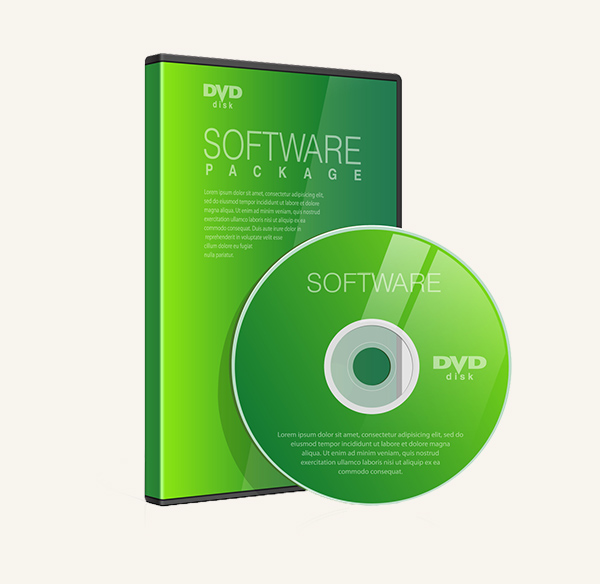 DVD
disk
SOFTWARE
PACKAGE
Lorem ipsum dolor sit amet, consectetur adipisicing elit,
sed do eiusmod tempor incididunt ut labore et dolore
magna aliqua. Ut enim ad minim veniam, quis nostrud
exercitation ullamco laboris nisi ut aliquip ex ea
commodo consequat. Duis aute irure dolor in
reprehenderit in voluptate velit esse
cillum dolore eu fugiat
nulla pariatur.
SOFTWARE
DVD
disk
Lorem ipsum dolor sit amet, consectetur adipisicing elit, sed do
eiusmod tempor incididunt ut labore et dolore magna
aliqua. Ut enim ad minim veniam, quis nostrud
exercitation ullamco laboris nisi ut aliquip ex ea
commodo consequat.